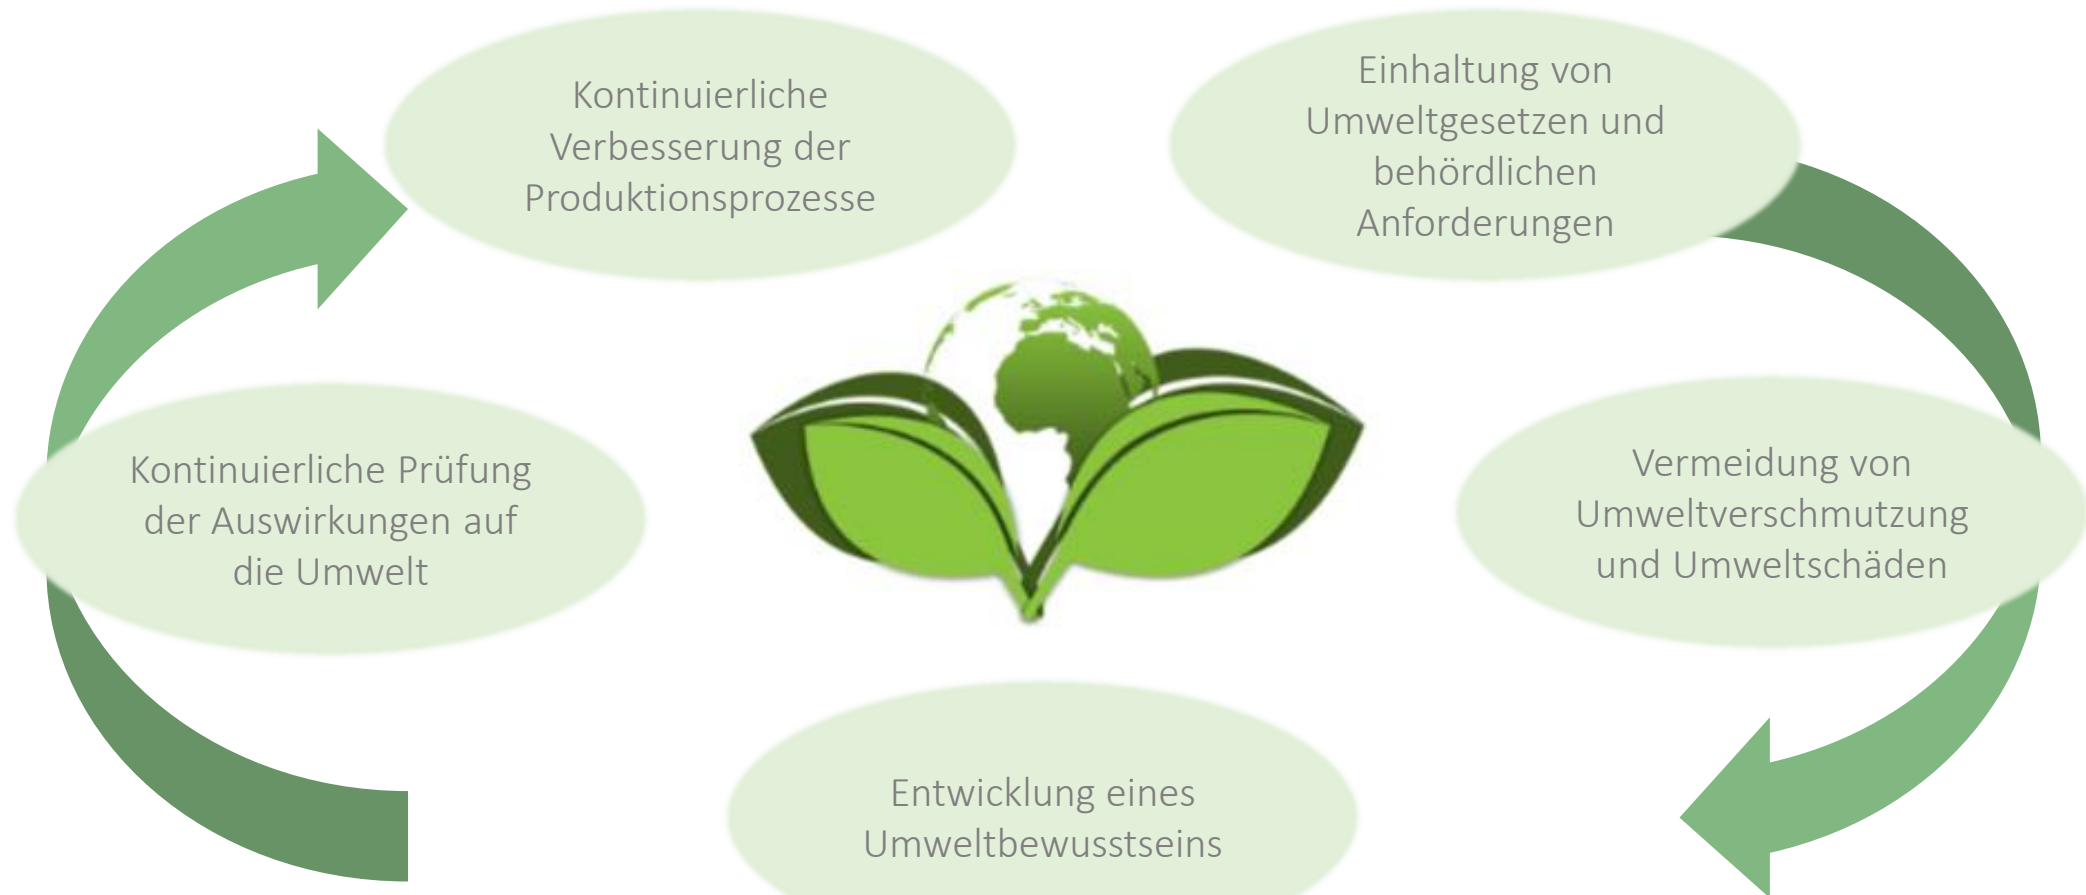 Kontinuierliche
Verbesserung der
Produktionsprozesse
Einhaltung von
Umweltgesetzen und
behördlichen
Anforderungen
Kontinuierliche Prüfung
der Auswirkungen auf
die Umwelt
Vermeidung von
Umweltverschmutzung
und Umweltschäden
Entwicklung eines
Umweltbewusstseins